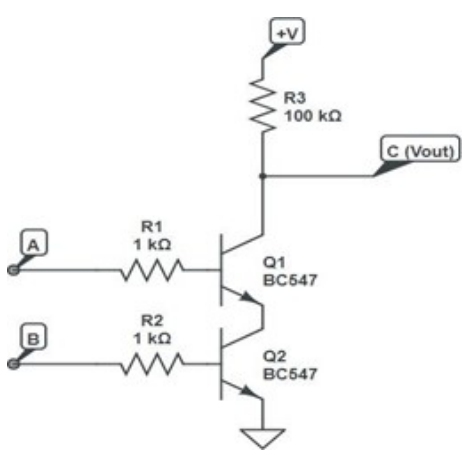 +V
R3
100 kΩ
C (Vout)
R1
1 kΩ
A
Q1
BC547
R2
1 kΩ
B
Q2
BC547